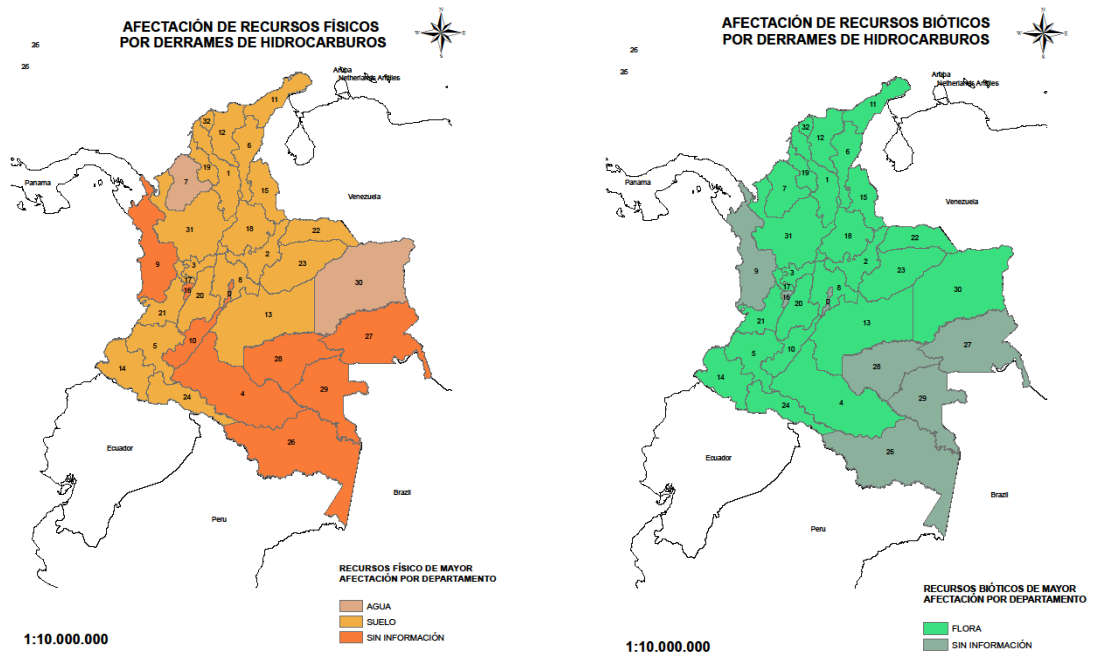 AFECTACIÓN DE RECURSOS FÍSICOS
POR DERRAMES DE HIDROCARBUROS
N
W
E
S
26
26
Aruba
Netherlands Antilles
11
32
12
6
19
1
7
15
Panama
Venezuela
31
18
22
2
9
3
23
17
8
16
20
0
30
21
13
27
10
5
28
14
4
29
24
26
Ecuador
Brazil
Peru
RECURSOS FÍSICO DE MAYOR
AFECTACIÓN POR DEPARTAMENTO
AGUA
SUELO
SIN INFORMACIÓN
1:10.000.000
AFECTACIÓN DE RECURSOS BIÓTICOS
POR DERRAMES DE HIDROCARBUROS
N
W
E
S
26
26
Aruba
Netherlands Antilles
11
32
12
6
19
1
7
15
Panama
Venezuela
31
18
22
2
9
3
23
17
8
16
20
0
30
21
13
27
10
5
28
14
4
29
24
26
Ecuador
Brazil
Peru
RECURSOS BIÓTICOS DE MAYOR
AFECTACIÓN POR DEPARTAMENTO
FLORA
SIN INFORMACIÓN
1:10.000.000